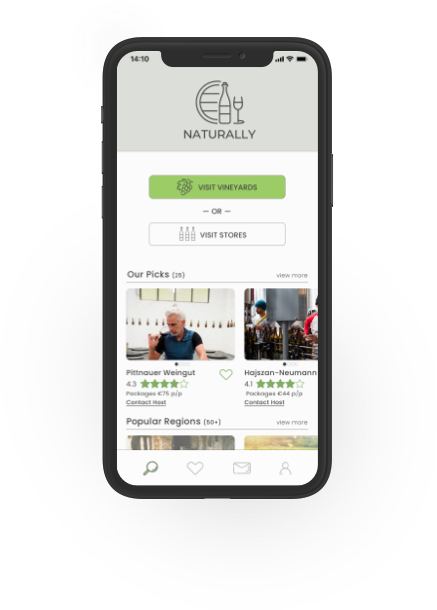 14:10
NATURALLY
VISIT VINEYARDS
— OR —
VISIT STORES
Our Picks (25) view more
Pittnauer Weingut Hajszan-Neumann
4.3 4.1
Packages €75 p/p Packages €44 p/p
Contact Host Contact Host
Popular Regions (50+) view more